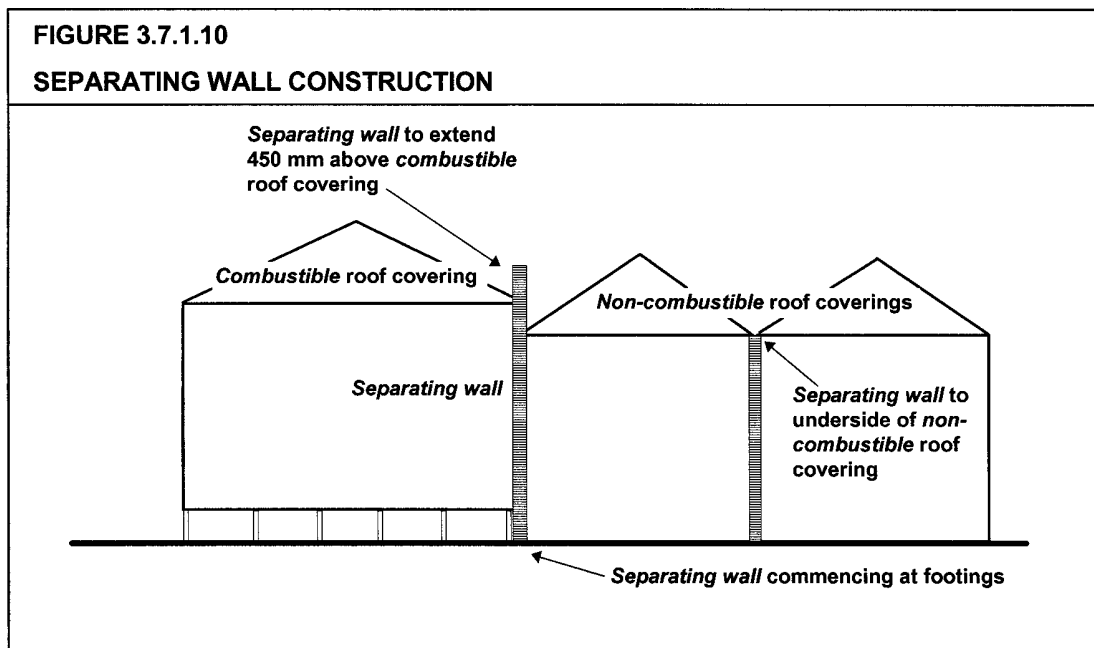 FIGURE 3.7.1.10
SEPARATING WALL CONSTRUCTION
Separating wall to extend
450 mm above combustible
roof covering
Combustible roof covering
Non-combustible roof coverings
Separating wall
Separating wall to
underside of non-
combustible roof
covering
Separating wall commencing at footings